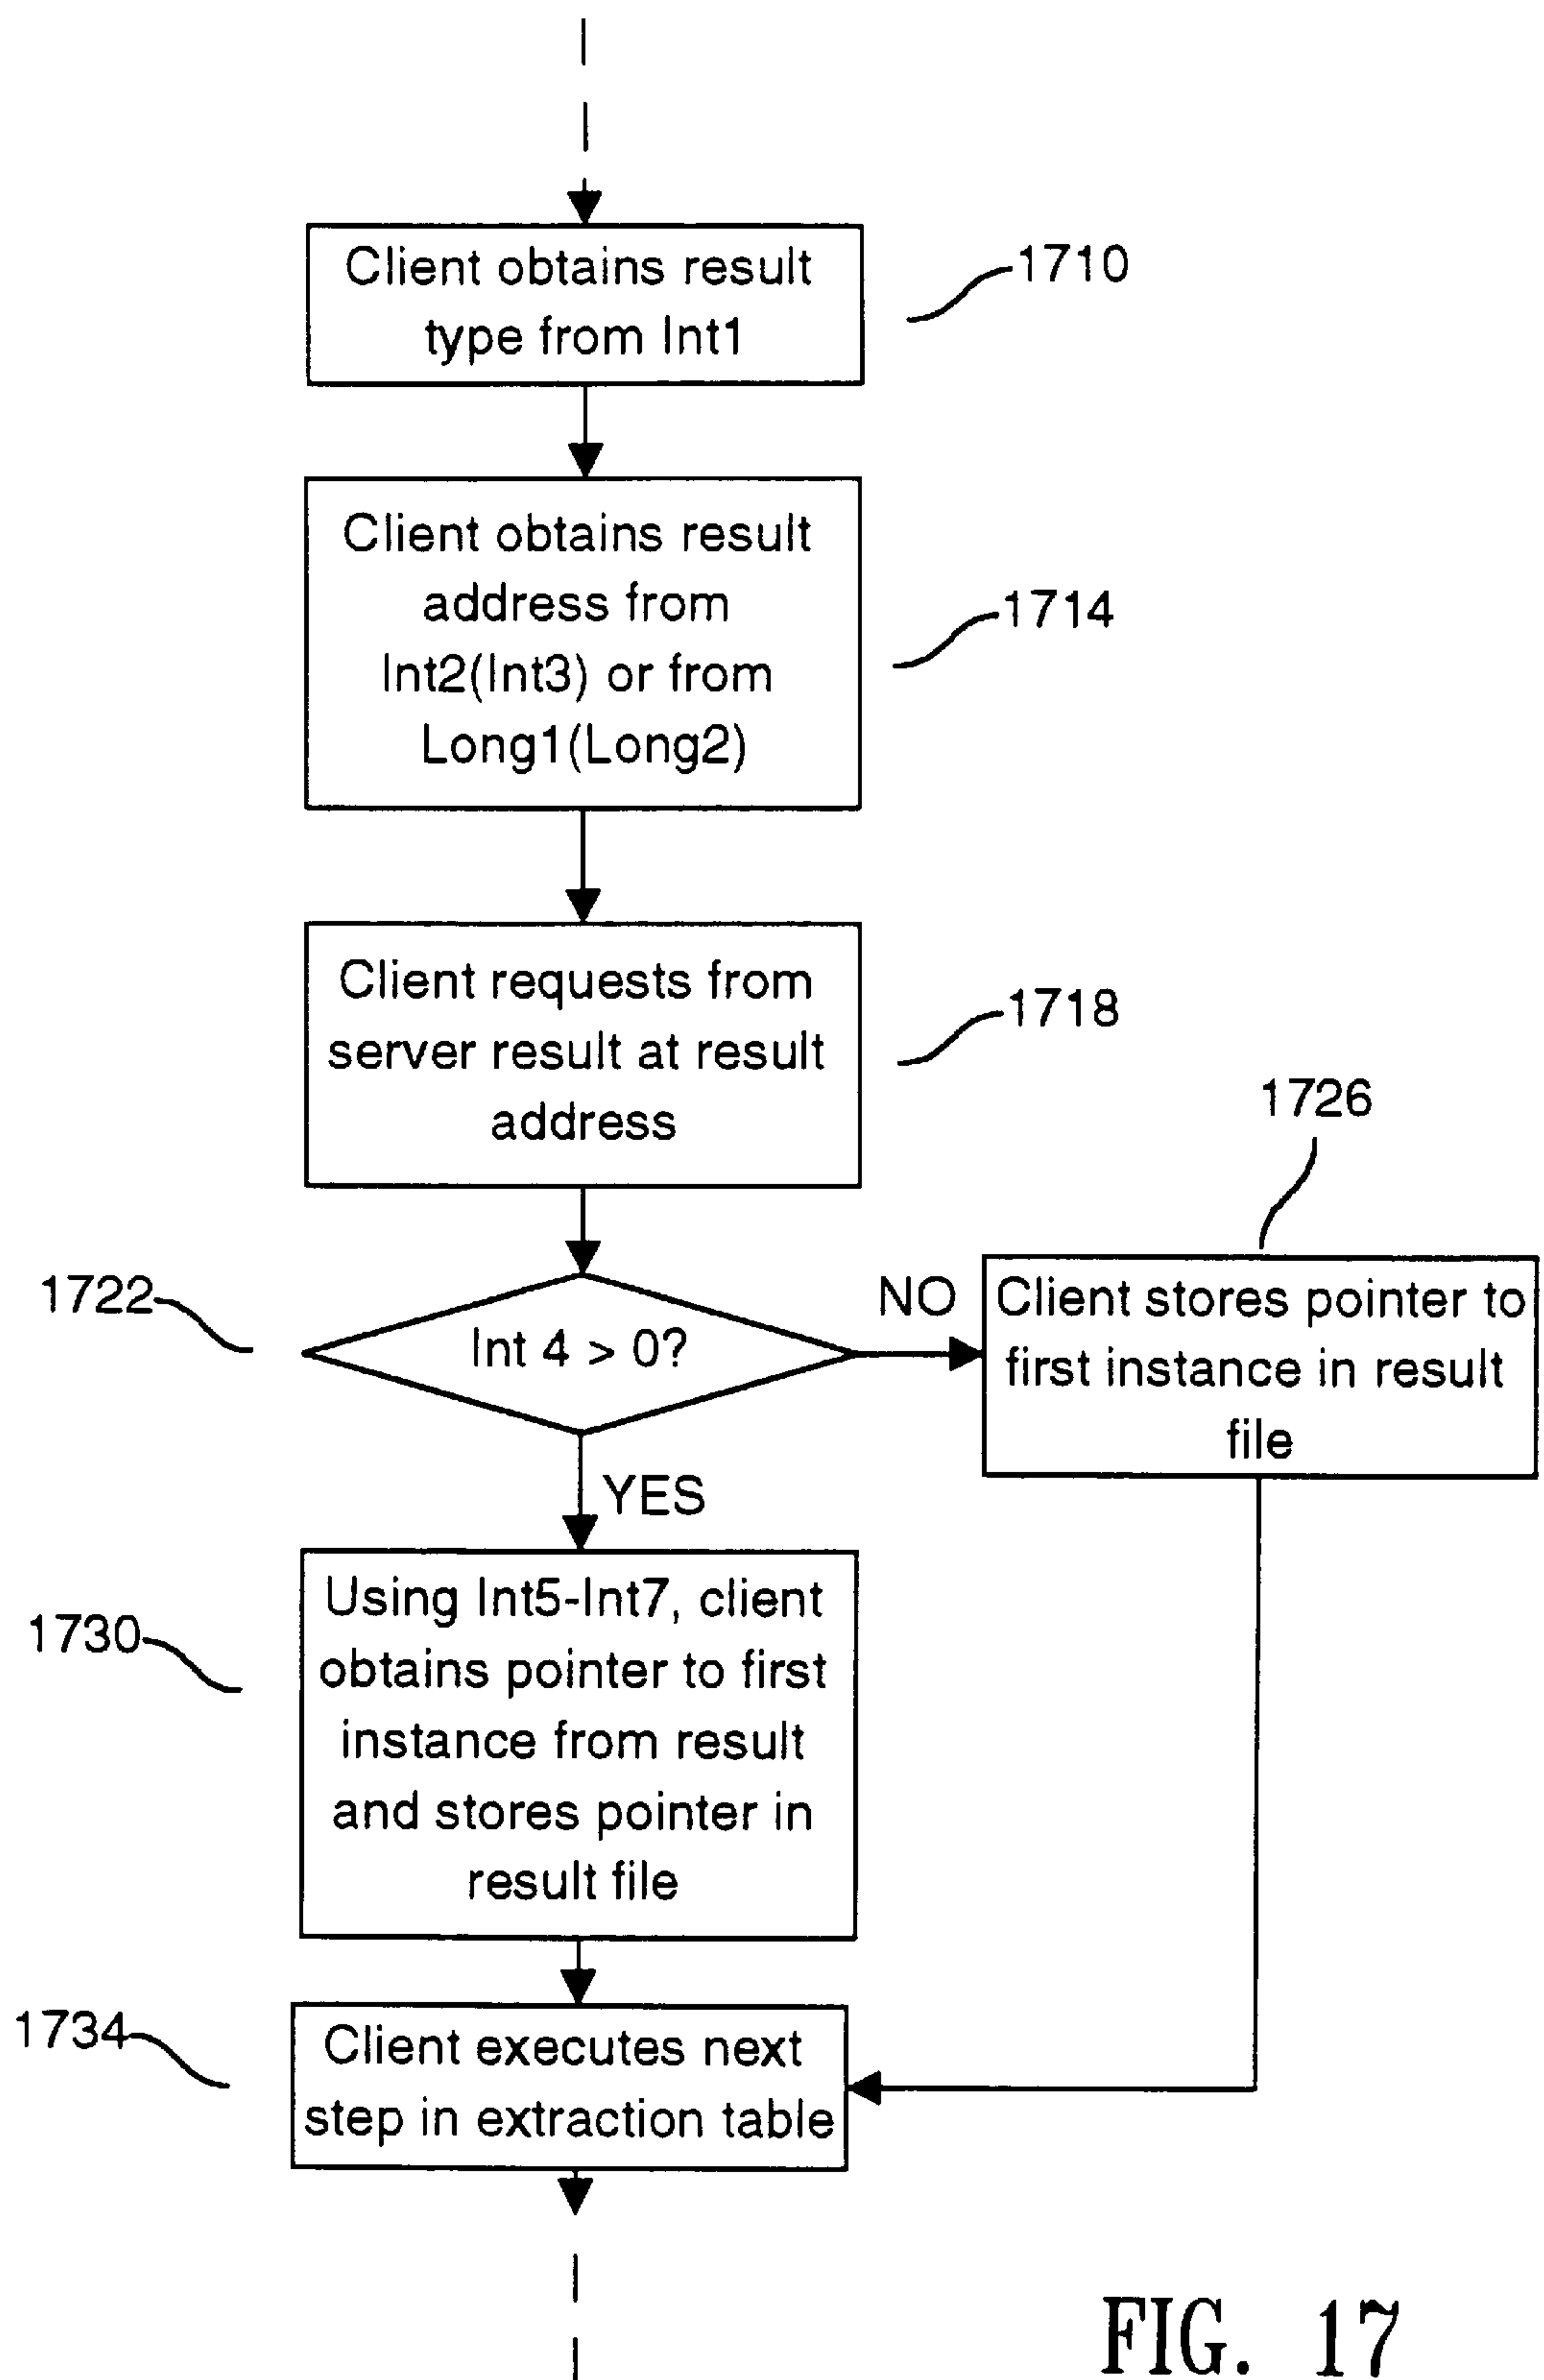 Client obtains result
type from Int1
1710
Client obtains result
address from
Int2(Int3) or from
Long1(Long2)
1714
Client requests from
server result at result
address
1718
1722
Int 4 > 0?
NO
1726
Client stores pointer to
first instance in result
file
YES
1730
Using Int5-Int7, client
obtains pointer to first
instance from result
and stores pointer in
result file
1734
Client executes next
step in extraction table
FIG. 17